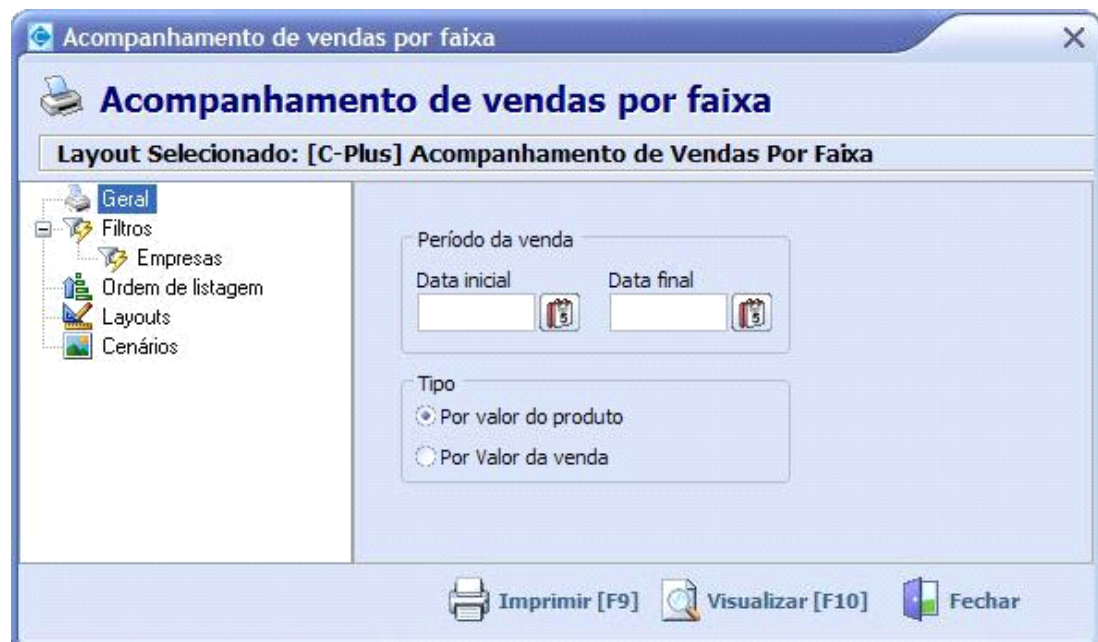 Acompanhamento de vendas por faixa
Acompanhamento de vendas por faixa
Layout Selecionado: [C-Plus] Acompanhamento de Vendas Por Faixa
Geral
Filtros
Empresas
Ordem de listagem
Layouts
Cenários
Período da venda
Data inicial Data final
Tipo
Por valor do produto
Por Valor da venda
Imprimir [F9] Visualizar [F10] Fechar